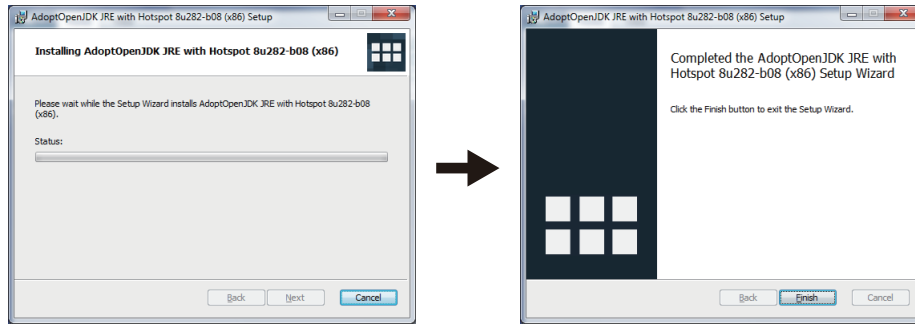 AdoptOpenJDK JRE with Hotspot 8u282-b08 (x86) Setup
Installing AdoptOpenJDK JRE with Hotspot 8u282-b08 (x86)
Please wait while the Setup Wizard installs AdoptOpenJDK JRE with Hotspot 8u282-b08
(x86).
Status:
Back Next Cancel
AdoptOpenJDK JRE with Hotspot 8u282-b08 (x86) Setup
Completed the AdoptOpenJDK JRE with
Hotspot 8u282-b08 (x86) Setup Wizard
Click the Finish button to exit the Setup Wizard.
Back Finish Cancel